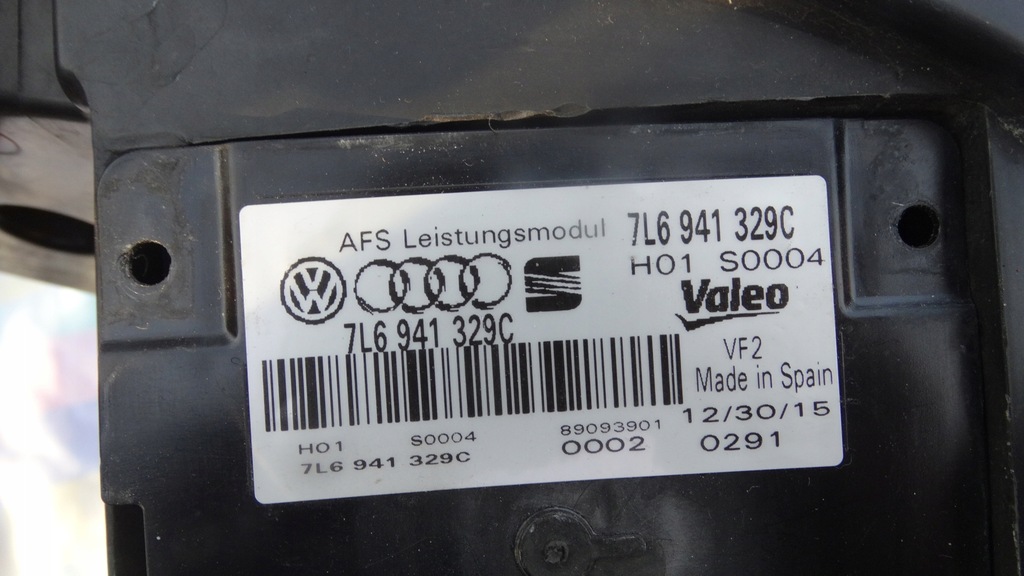 AFS Leistungsmodul 7L6 941 329C
H01 S0004
Valeo
7L6 941 329C
VF2
Made in Spain
12/30/15
H01 S0004 89093901
7L6 941 329C 0002 0291